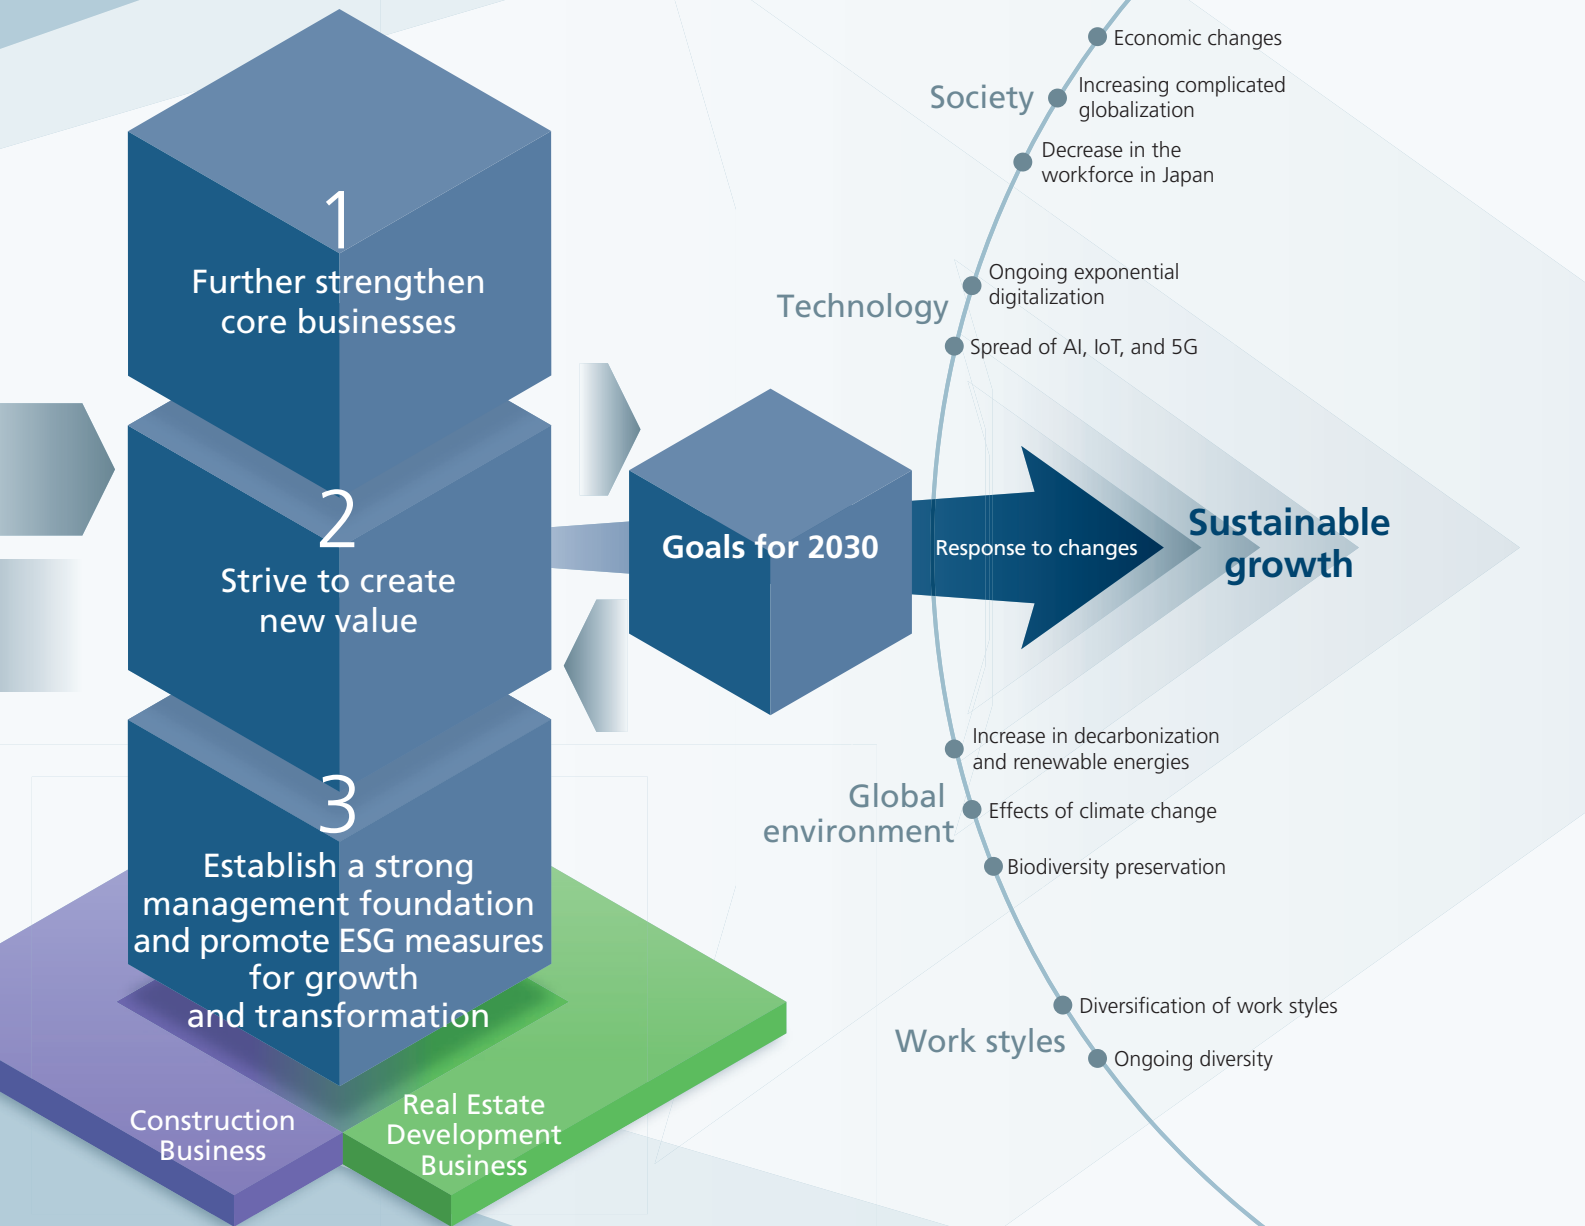 1
Further strengthen
core businesses
2
Strive to create
new value
3
Establish a strong
management foundation
and promote ESG measures
for growth
and transformation
Construction
Business
Real Estate
Development
Business
Goals for 2030
Response to changes
Sustainable
growth
Society
Economic changes
Increasing complicated
globalization
Decrease in the
workforce in Japan
Technology
Ongoing exponential
digitalization
Spread of AI, IoT, and 5G
Global
environment
Increase in decarbonization
and renewable energies
Effects of climate change
Biodiversity preservation
Work styles
Diversification of work styles
Ongoing diversity